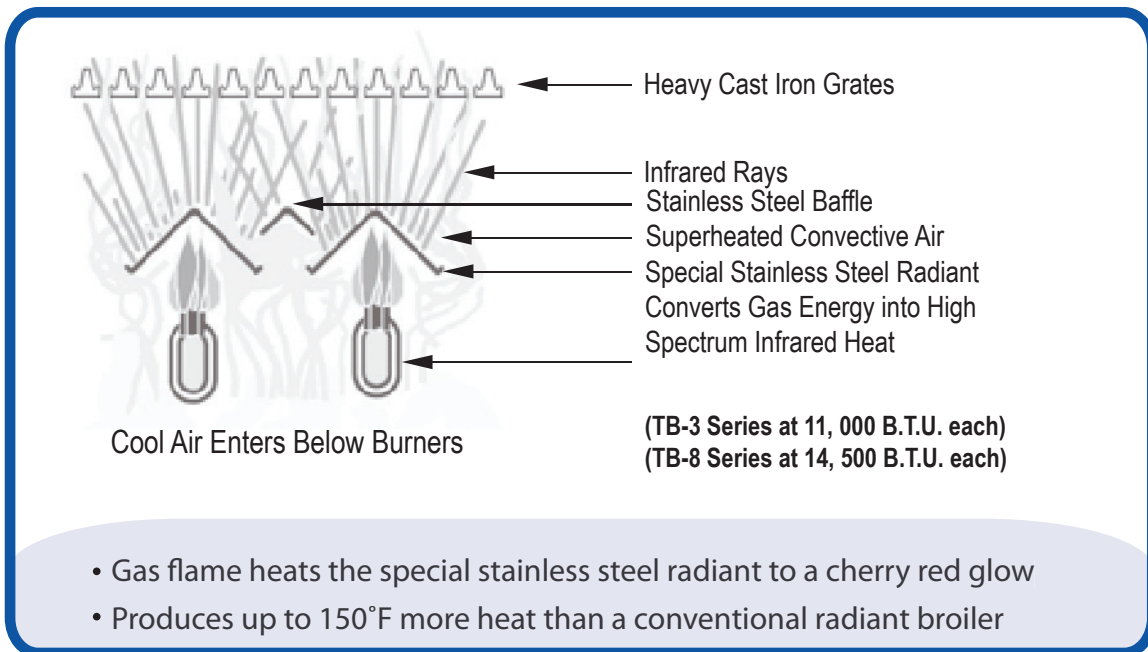 Heavy Cast Iron Grates
Infrared Rays
Stainless Steel Baffle
Superheated Convective Air
Special Stainless Steel Radiant
Converts Gas Energy into High
Spectrum Infrared Heat
Cool Air Enters Below Burners
(TB-3 Series at 11, 000 B.T.U. each)
(TB-8 Series at 14, 500 B.T.U. each)
• Gas flame heats the special stainless steel radiant to a cherry red glow
• Produces up to 150˚F more heat than a conventional radiant broiler